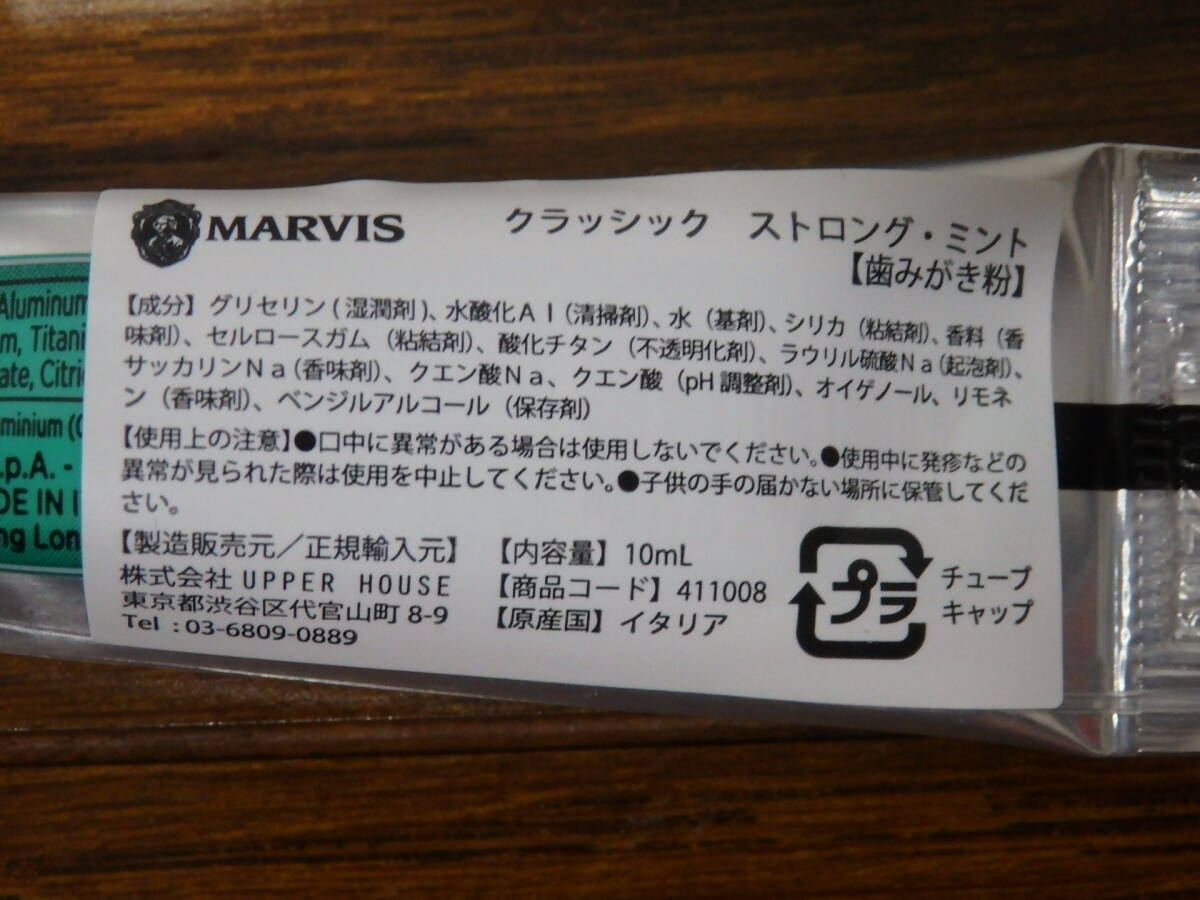 MARVIS
クラッシック ストロング・ミント
【歯みがき粉】
【成分】グリセリン(湿潤剤)、水酸化Al(清掃剤)、水(基剤)、シリカ(粘結剤)、香料(香
味剤)、セルロースガム(粘結剤)、酸化チタン(不透明化剤)、ラウリル硫酸Na(起泡剤)、
サッカリンNa(香味剤)、クエン酸Na、クエン酸(pH調整剤)、オイゲノール、リモネ
ン(香味剤)、ベンジルアルコール(保存剤)
【使用上の注意】●口中に異常がある場合は使用しないでください。●使用中に発疹などの
異常が見られた際は使用を中止してください。●子供の手の届かない場所に保管してくだ
さい。
【製造販売元/正規輸入元】
株式会社 UPPER HOUSE
東京都渋谷区代官山町 8-9
Tel : 03-6809-0889
【内容量】10mL
【商品コード】411008
【原産国】イタリア
プラ
チューブ
キャップ
Aluminum
m, Titani
ate, Citri
minium (
.p.A. -
DE IN I
ng Lon